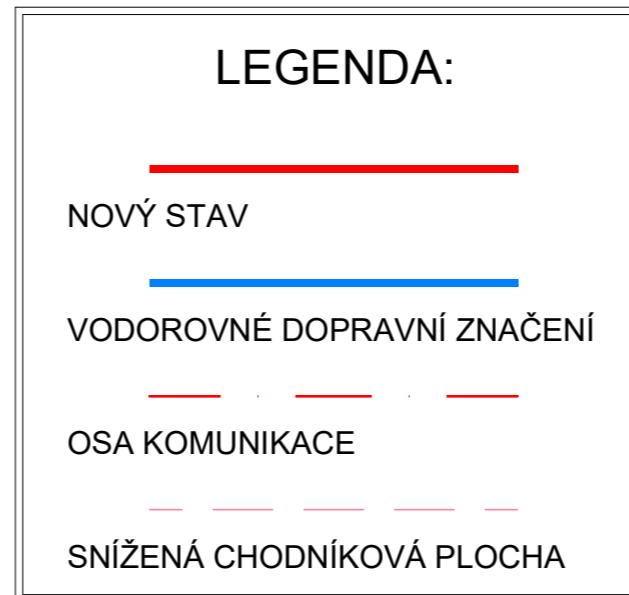 LEGENDA:
NOVÝ STAV
VODOROVNÉ DOPRAVNÍ ZNAČENÍ
OSA KOMUNIKACE
SNÍŽENÁ CHODNÍKOVÁ PLOCHA